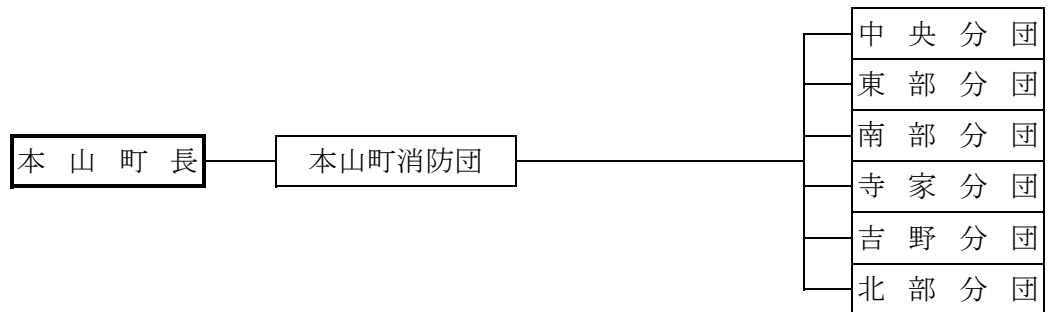 本山町長
本山町消防団
中央分団
東部分団
南部分団
寺家分団
吉野分団
北部分団